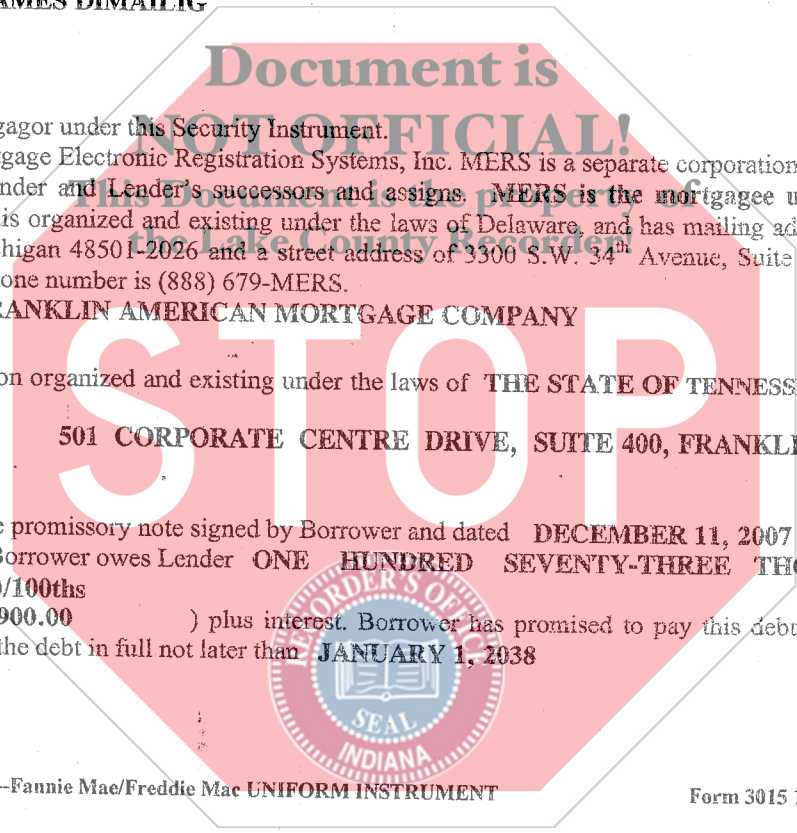 AMES DIMAILIG
Document is
NOT OFFICIAL!
This Document is the property of
the Lake County Recorder!
gagor under this Security Instrument.
tgage Electronic Registration Systems, Inc. MERS is a separate corporation
nder and Lender's successors and assigns. MERS is the mortgagee u
is organized and existing under the laws of Delaware, and has mailing ad
higan 48501-2026 and a street address of 3300 S.W. 34th Avenue, Suite
one number is (888) 679-MERS.
RANKLIN AMERICAN MORTGAGE COMPANY
on organized and existing under the laws of THE STATE OF TENNESS
STOP
501 CORPORATE CENTRE DRIVE, SUITE 400, FRANKLI
e promissory note signed by Borrower and dated DECEMBER 11, 2007
Borrower owes Lender ONE HUNDRED SEVENTY-THREE THO
0/100ths
900.00 ) plus interest. Borrower has promised to pay this debt
the debt in full not later than JANUARY 1, 2038
RECORDER'S OFFICE
SEAL
INDIANA
--Fannie Mae/Freddie Mac UNIFORM INSTRUMENT
Form 3015 1